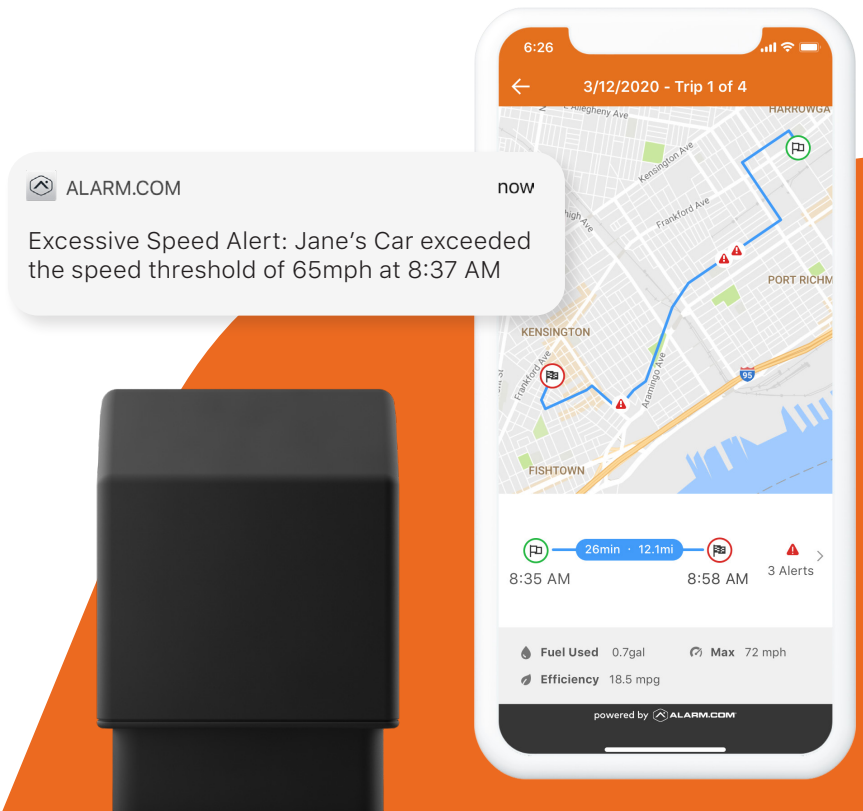 6:26
3/12/2020 - Trip 1 of 4
Allegheny Ave
HARROWGA
Kensington Ave
ALARM.COM
now
Excessive Speed Alert: Jane's Car exceeded
the speed threshold of 65mph at 8:37 AM
high Ave
Frankford Ave
PORT RICHM
KENSINGTON
95
Frankford Ave
Aramingo Ave
FISHTOWN
26min · 12.1mi
8:35 AM
8:58 AM
3 Alerts
Fuel Used 0.7gal
Max 72 mph
Efficiency 18.5 mpg
powered by ALARM.COM